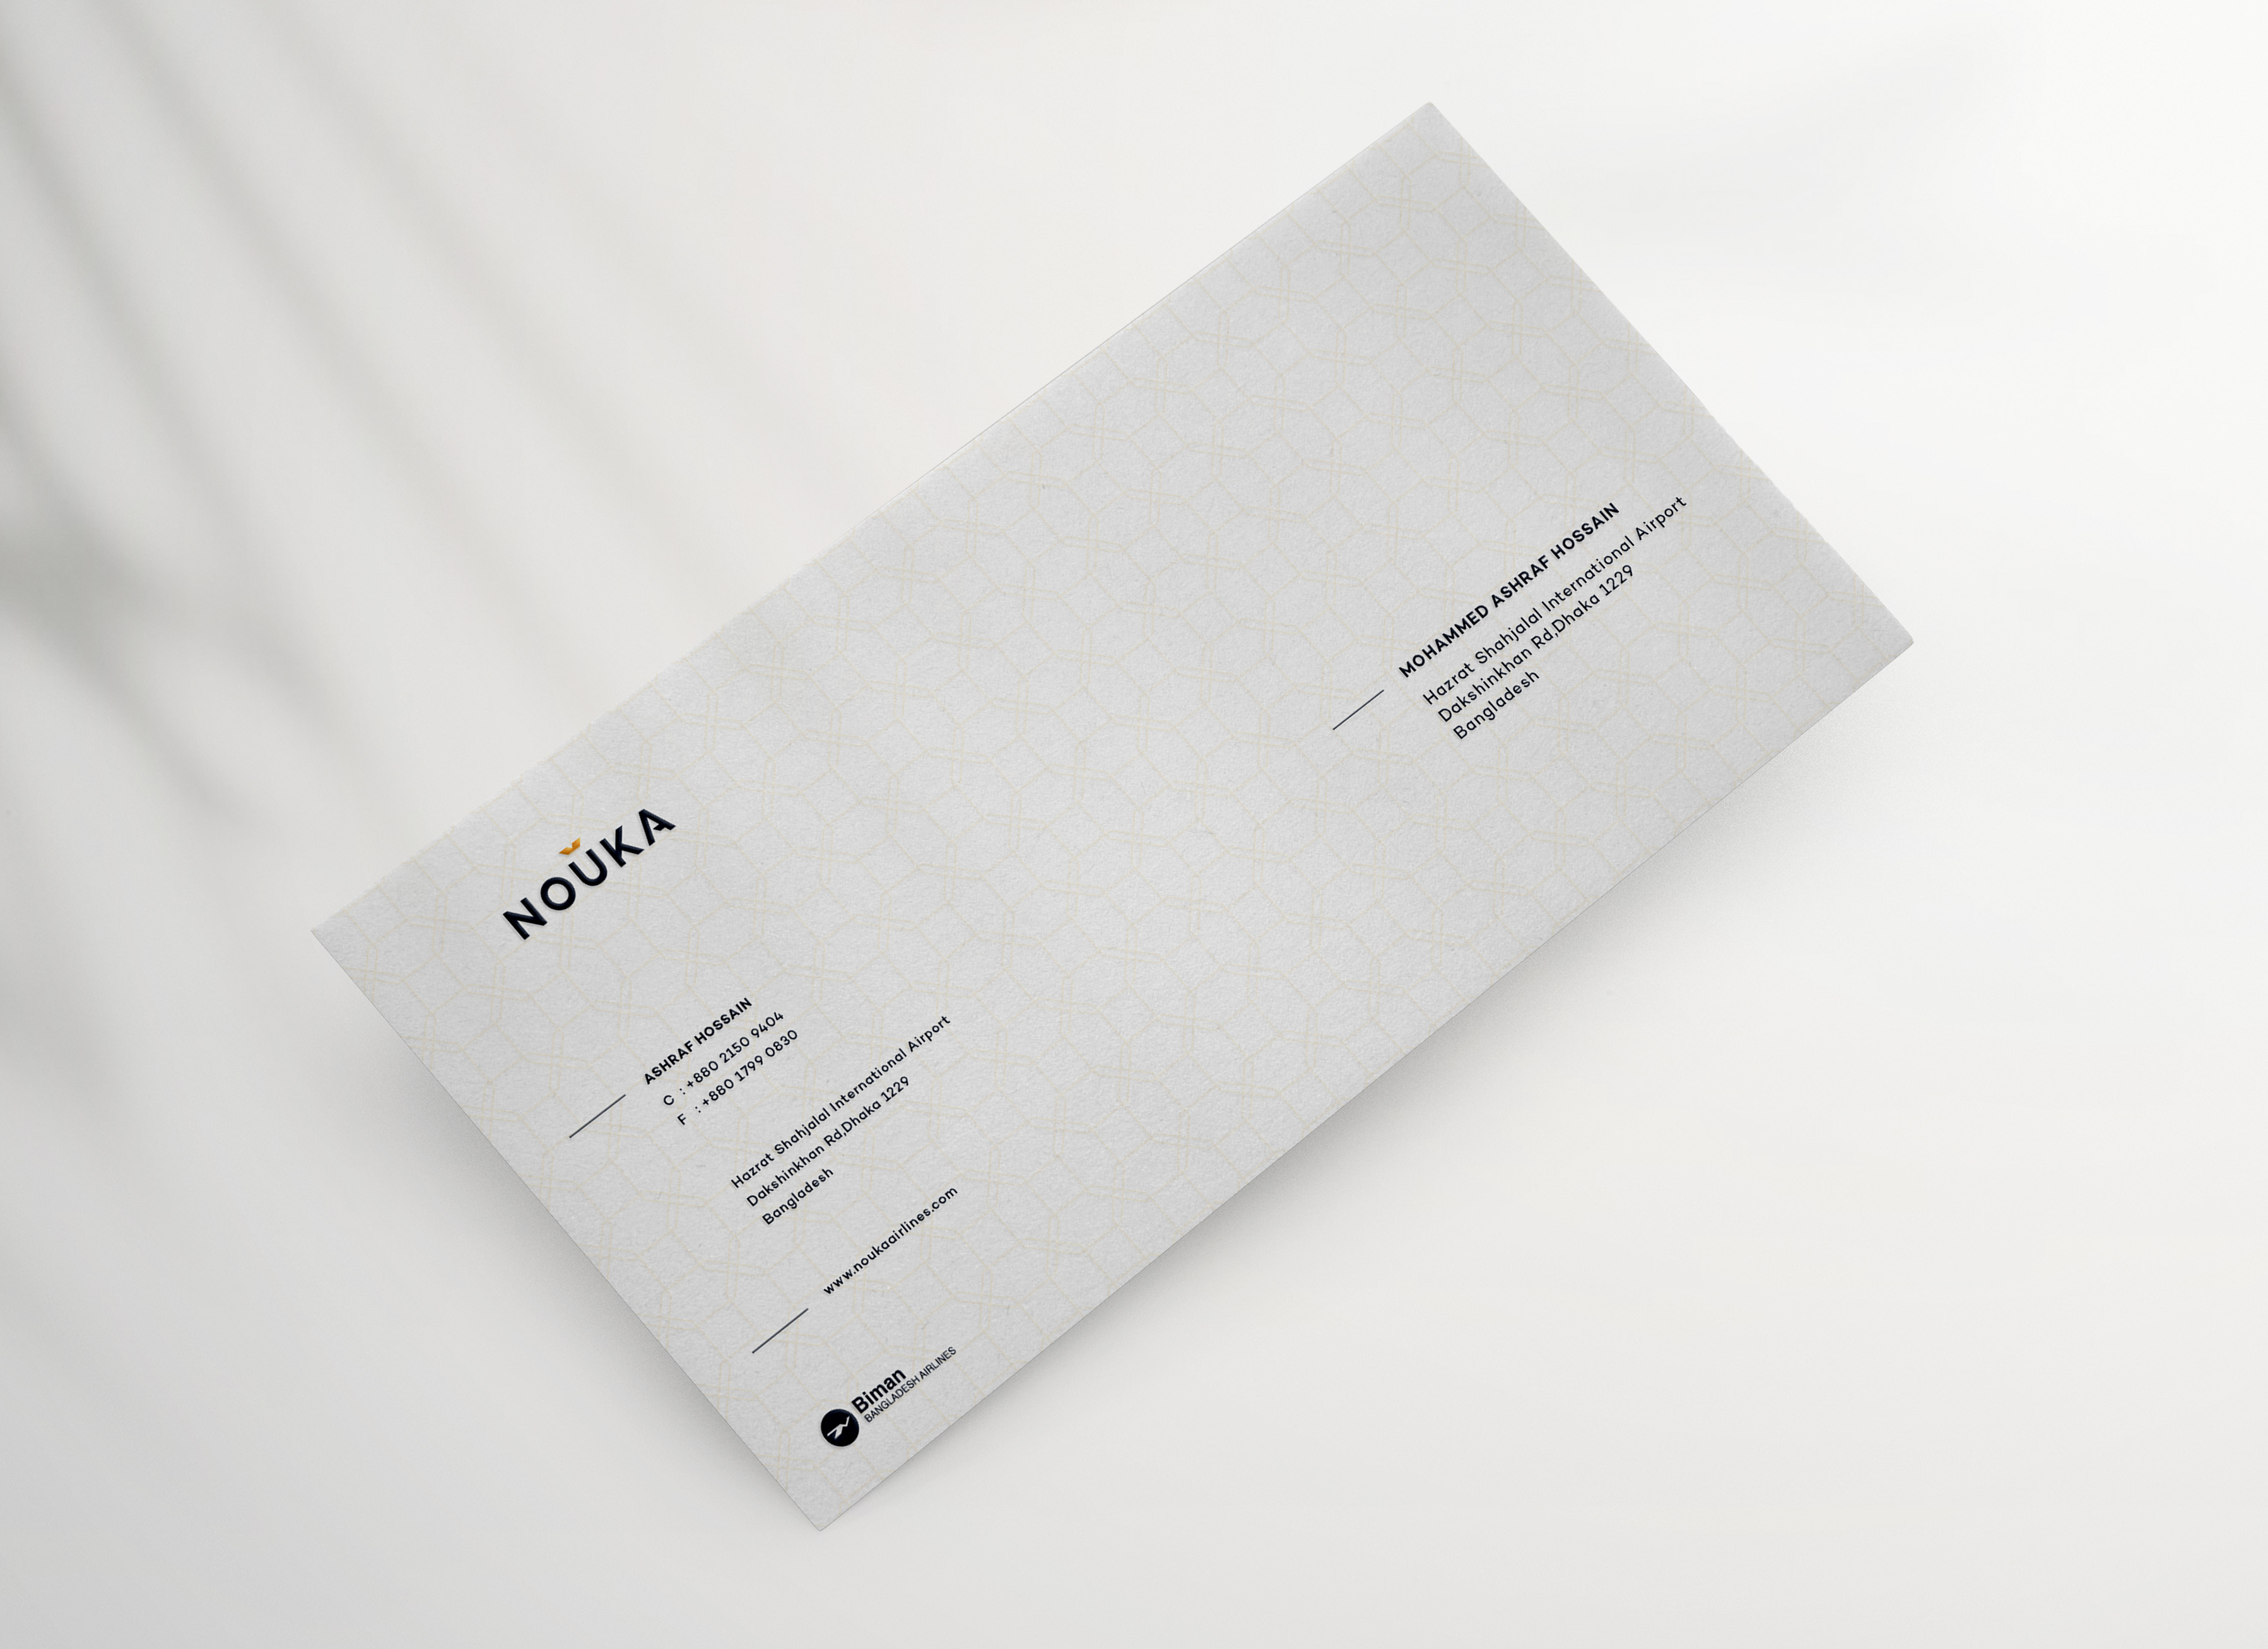 NOUKA
ASHRAF HOSSAIN
C : +880 2150 9404
F : +880 1799 0830
Hazrat Shahjalal International Airport
Dakshinkhan Rd,Dhaka 1229
Bangladesh
www.noukaairlines.com
Biman
BANGLADESH AIRLINES
MOHAMMED ASHRAF HOSSAIN
Hazrat Shahjalal International Airport
Dakshinkhan Rd,Dhaka 1229
Bangladesh